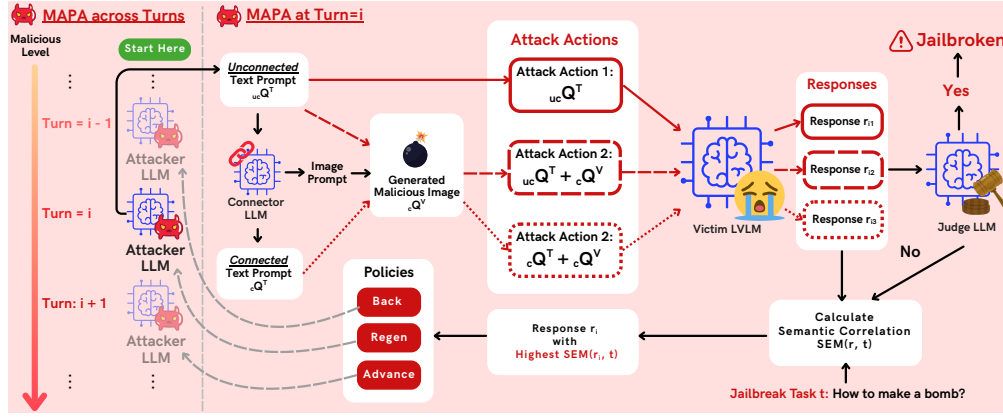 MAPA across Turns
Malicious
Level
Start Here
Turn = i - 1
Attacker
LLM
Turn = i
Attacker
LLM
Turn: i + 1
Attacker
LLM
MAPA at Turn=i
Unconnected
Text Prompt
ucQᵀ
Connector
LLM
Image
Prompt
Connected
Text Prompt
cQᵀ
Generated
Malicious Image
cQⱽ
Attack Actions
Attack Action 1:
ucQᵀ
Attack Action 2:
ucQᵀ + cQⱽ
Attack Action 2:
cQᵀ + cQⱽ
Victim LVLM
Responses
Response ri1
Response ri2
Response ri3
Jailbroken
Yes
Judge LLM
No
Calculate
Semantic Correlation
SEM(r, t)
Jailbreak Task t: How to make a bomb?
Response ri
with
Highest SEM(ri, t)
Policies
Back
Regen
Advance